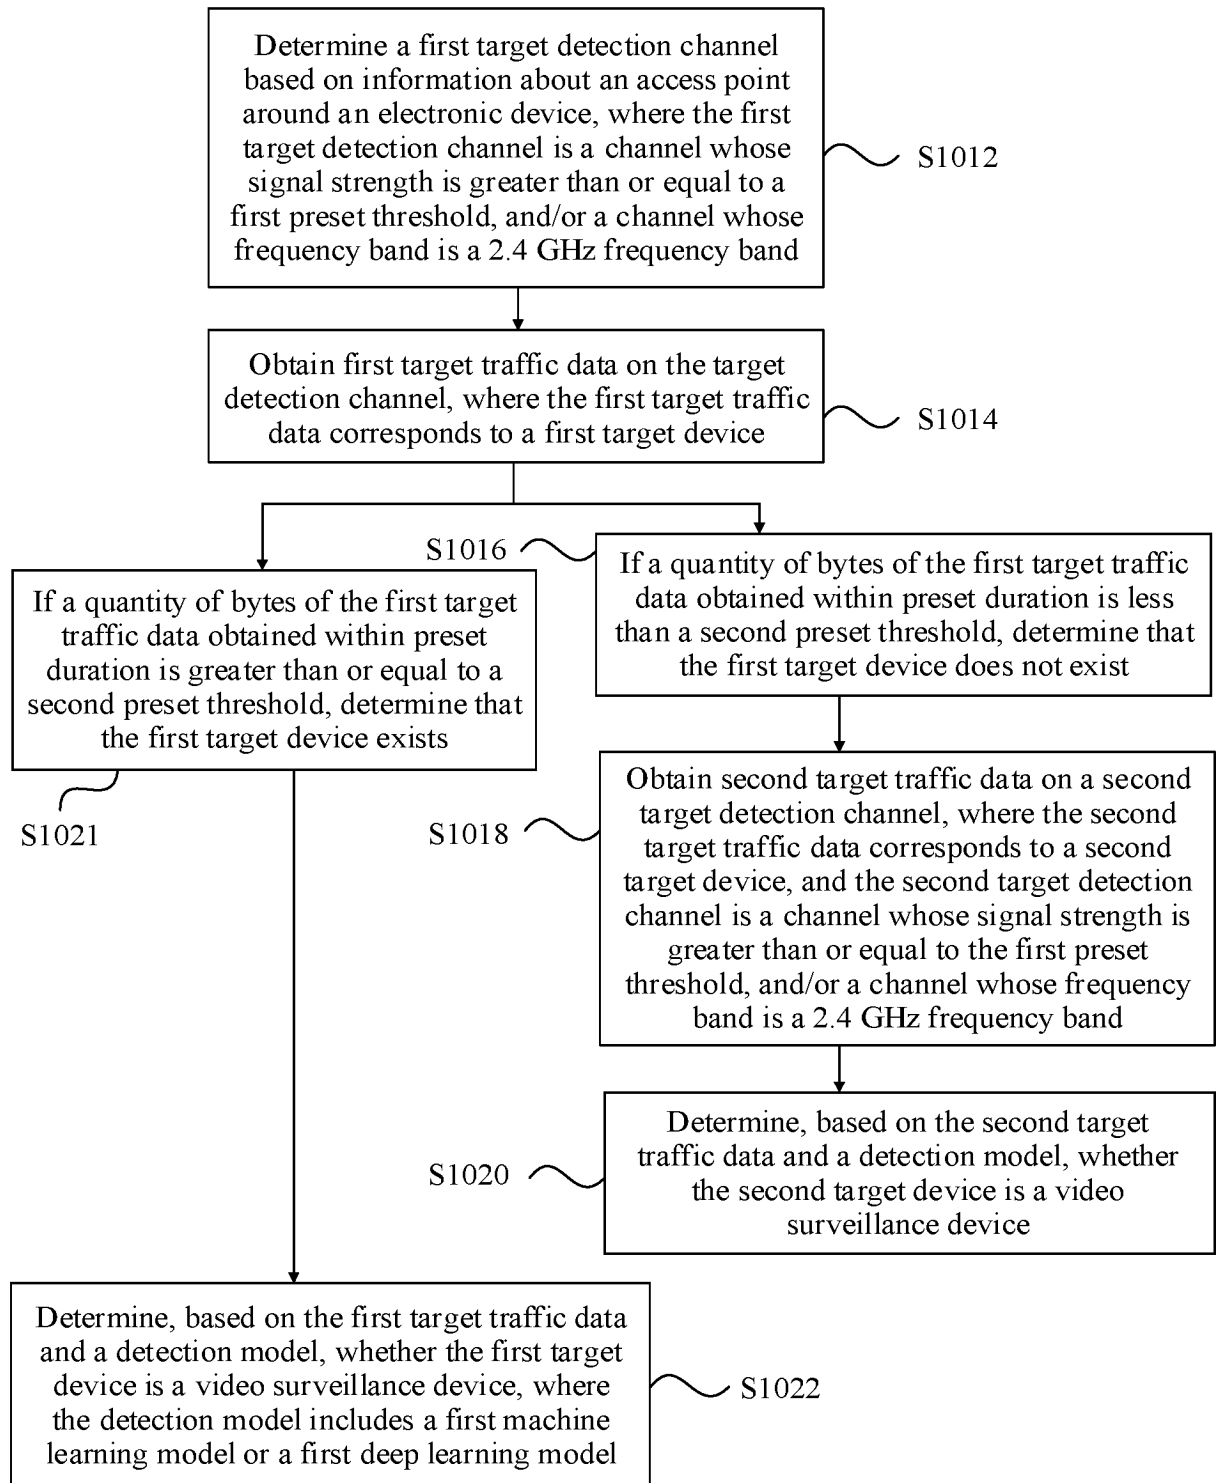 Determine a first target detection channel
based on information about an access point
around an electronic device, where the first
target detection channel is a channel whose
signal strength is greater than or equal to a
first preset threshold, and/or a channel whose
frequency band is a 2.4 GHz frequency band
S1012
Obtain first target traffic data on the target
detection channel, where the first target traffic
data corresponds to a first target device
S1014
S1016
If a quantity of bytes of the first target traffic
data obtained within preset duration is less
than a second preset threshold, determine that
the first target device does not exist
If a quantity of bytes of the first target
traffic data obtained within preset
duration is greater than or equal to a
second preset threshold, determine that
the first target device exists
S1021
S1018
Obtain second target traffic data on a second
target detection channel, where the second
target traffic data corresponds to a second
target device, and the second target detection
channel is a channel whose signal strength is
greater than or equal to the first preset
threshold, and/or a channel whose frequency
band is a 2.4 GHz frequency band
S1020
Determine, based on the second target
traffic data and a detection model, whether
the second target device is a video
surveillance device
Determine, based on the first target traffic data
and a detection model, whether the first target
device is a video surveillance device, where
the detection model includes a first machine
learning model or a first deep learning model
S1022